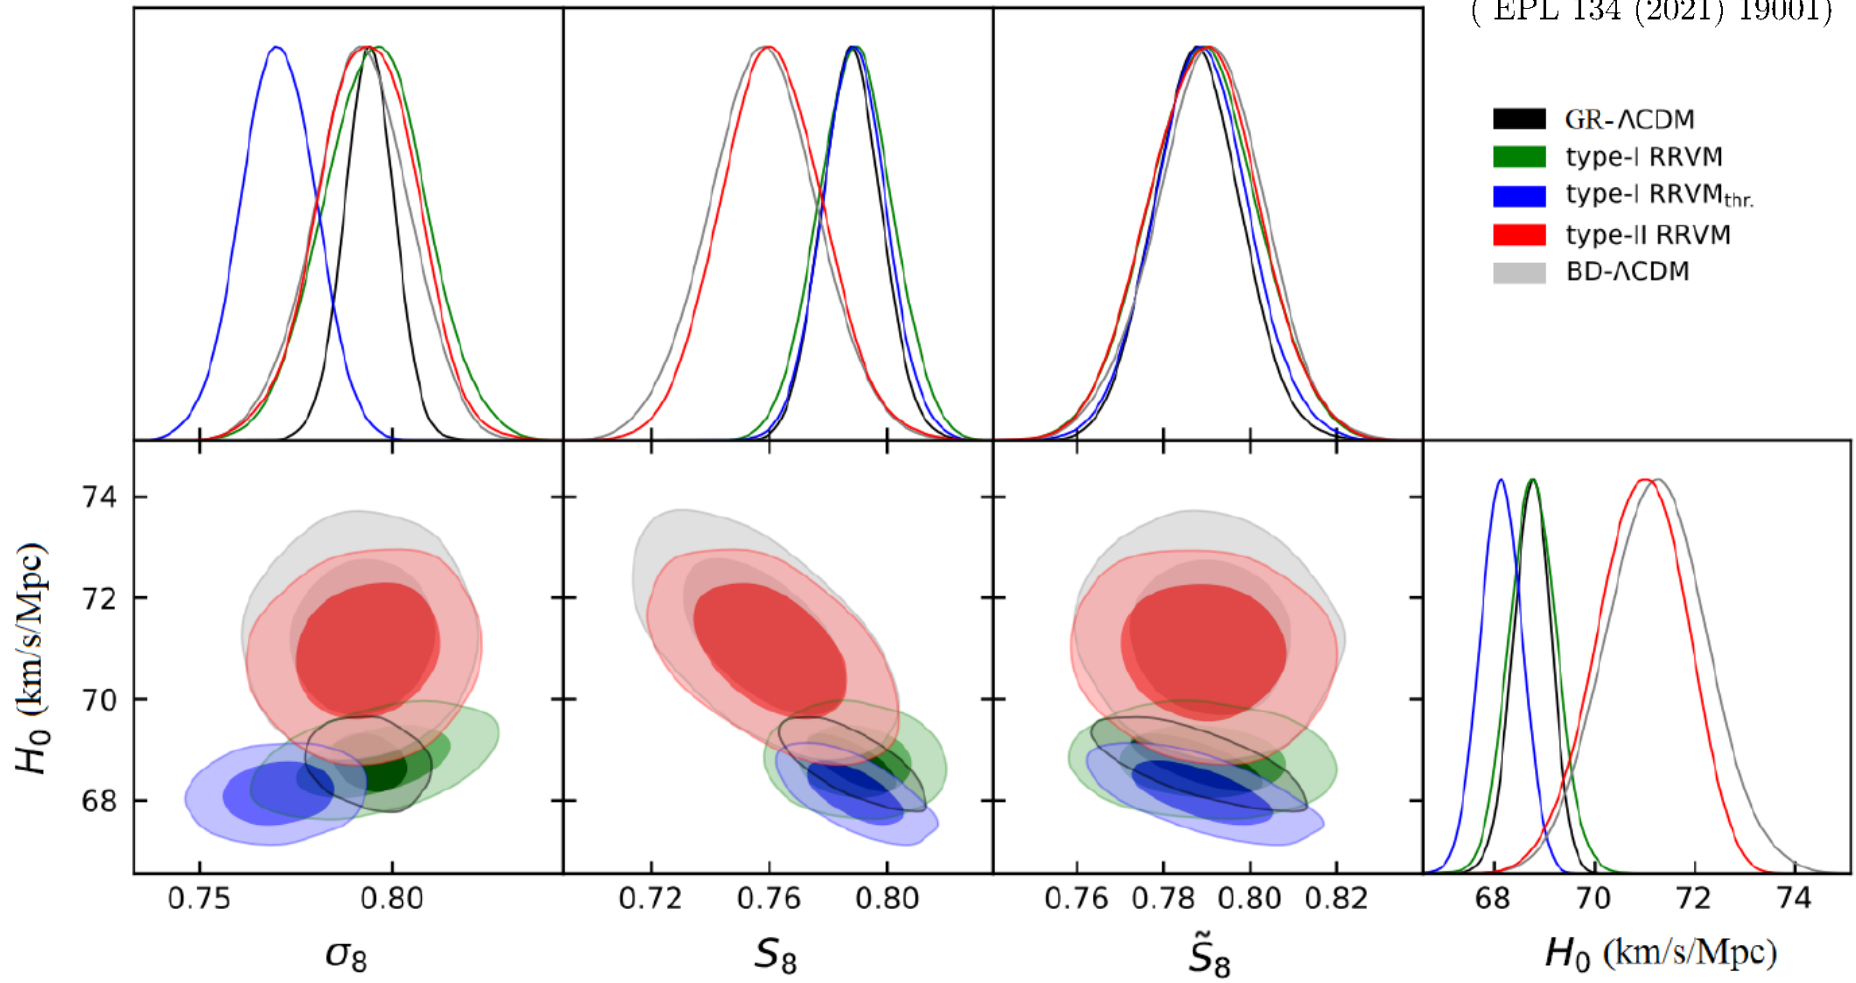 ( EPL 134 (2021) 19001)
GR-ΛCDM
type-I RRVM
type-I RRVMthr.
type-II RRVM
BD-ΛCDM
74
72
70
68
H0 (km/s/Mpc)
0.75 0.80
0.72 0.76 0.80
0.76 0.78 0.80 0.82
68 70 72 74
σ8
S8
S̃8
H0 (km/s/Mpc)